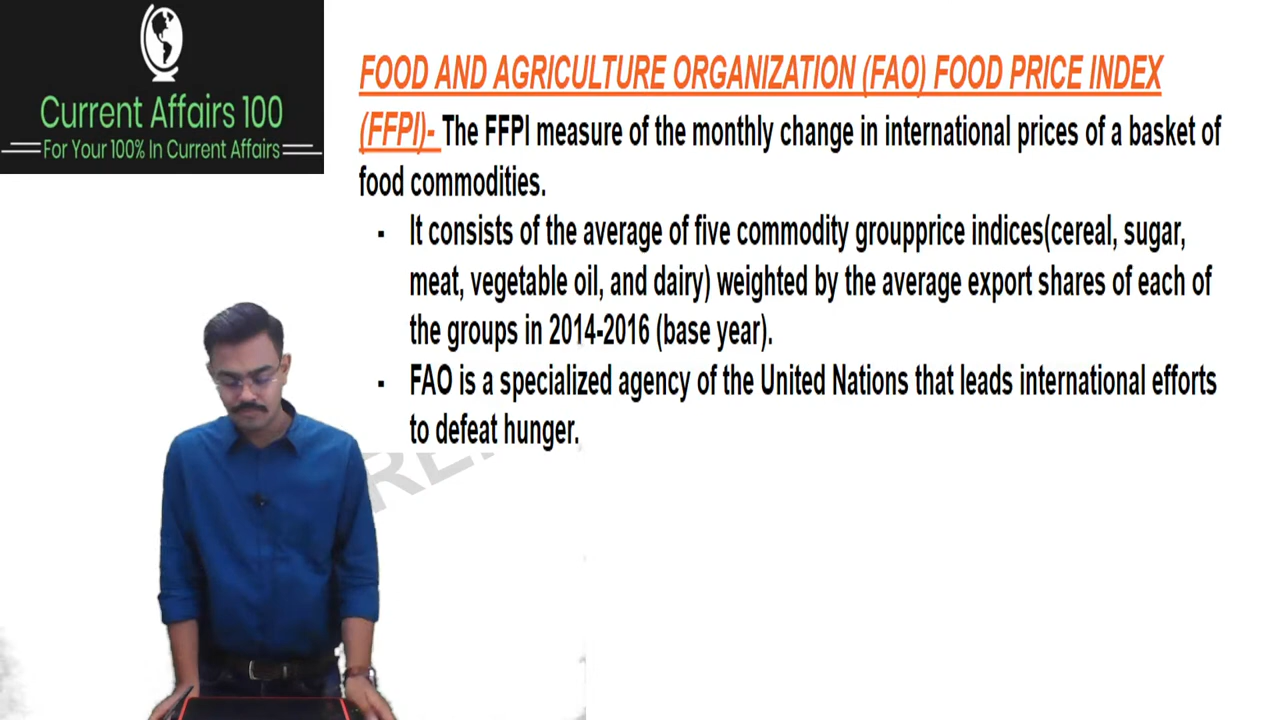 Current Affairs 100
For Your 100% In Current Affairs
FOOD AND AGRICULTURE ORGANIZATION (FAO) FOOD PRICE INDEX
(FFPI)- The FFPI measure of the monthly change in international prices of a basket of
food commodities.
▪ It consists of the average of five commodity groupprice indices(cereal, sugar,
meat, vegetable oil, and dairy) weighted by the average export shares of each of
the groups in 2014-2016 (base year).
▪ FAO is a specialized agency of the United Nations that leads international efforts
to defeat hunger.